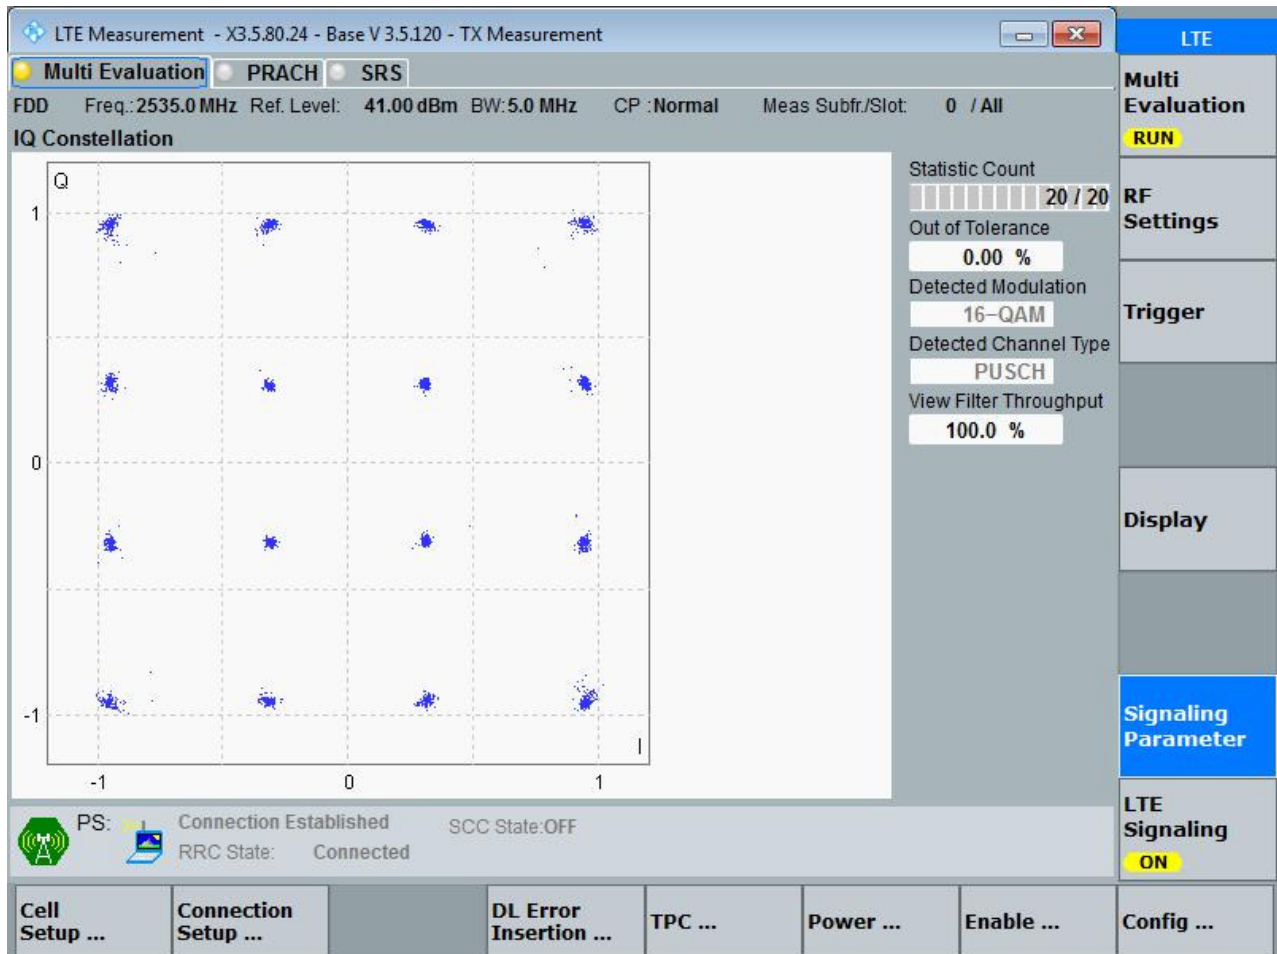 LTE Measurement - X3.5.80.24 - Base V 3.5.120 - TX Measurement
LTE
Multi Evaluation PRACH SRS
FDD Freq.: 2535.0 MHz Ref. Level: 41.00 dBm BW: 5.0 MHz CP : Normal Meas Subfr./Slot: 0 / All
IQ Constellation
Q
1
0
-1
I
-1 0 1
Statistic Count
20 / 20
Out of Tolerance
0.00 %
Detected Modulation
16-QAM
Detected Channel Type
PUSCH
View Filter Throughput
100.0 %
Multi
Evaluation
RUN
RF
Settings
Trigger
Display
Signaling
Parameter
LTE
Signaling
ON
PS: Connection Established SCC State:OFF
RRC State: Connected
Cell
Setup ...
Connection
Setup ...
DL Error
Insertion ...
TPC ...
Power ...
Enable ...
Config ...